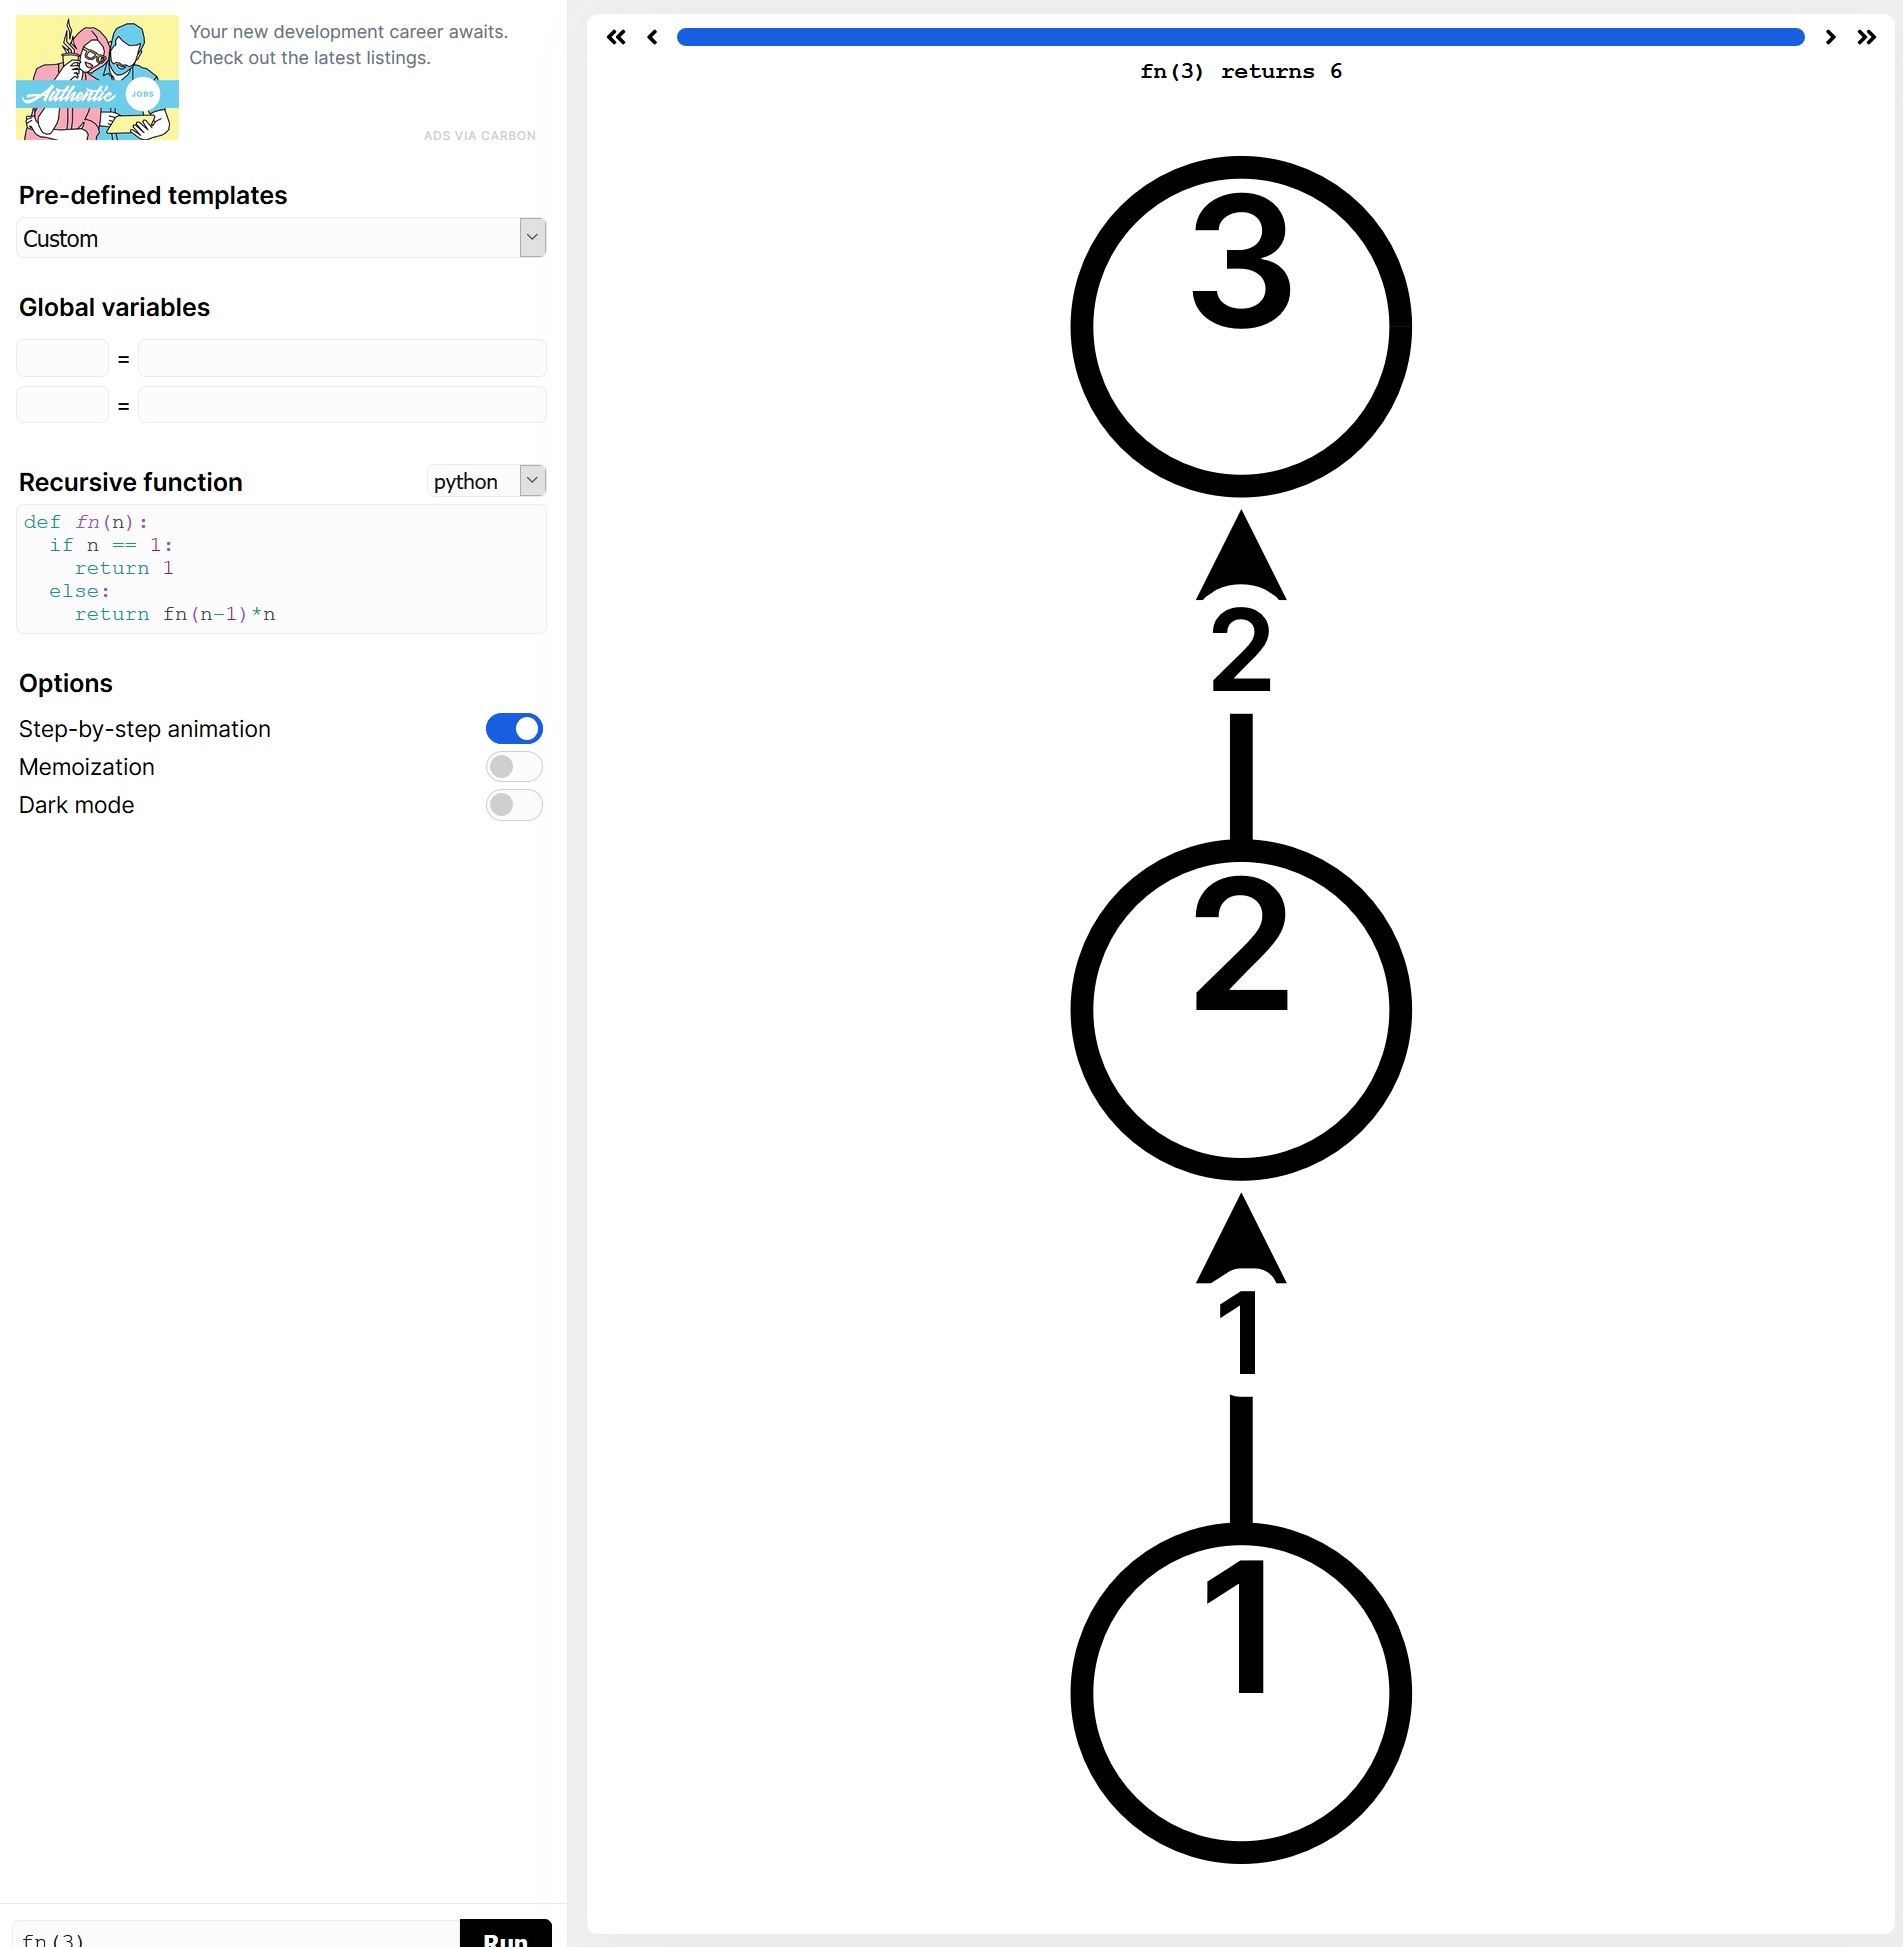 Your new development career awaits.
Check out the latest listings.
Authentic JOBS
ADS VIA CARBON
Pre-defined templates
Custom
Global variables
=
=
Recursive function
python
def fn(n):
  if n == 1:
    return 1
  else:
    return fn(n-1)*n
Options
Step-by-step animation
Memoization
Dark mode
fn(3)
Run
fn(3) returns 6
3
2
2
1
1